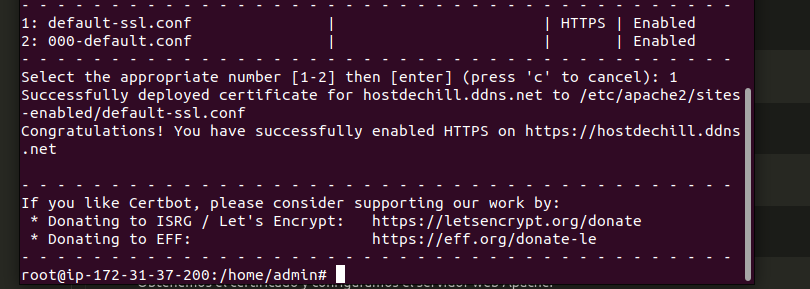 - - - - - - - - - - - - - - - - - - - - - - - - - - - - - - - - - - - - - - - -
1: default-ssl.conf               |                       | HTTPS | Enabled
2: 000-default.conf               |                       |       | Enabled
- - - - - - - - - - - - - - - - - - - - - - - - - - - - - - - - - - - - - - - -
Select the appropriate number [1-2] then [enter] (press 'c' to cancel): 1
Successfully deployed certificate for hostdechill.ddns.net to /etc/apache2/sites
-enabled/default-ssl.conf
Congratulations! You have successfully enabled HTTPS on https://hostdechill.ddns
.net
- - - - - - - - - - - - - - - - - - - - - - - - - - - - - - - - - - - - - - - -
If you like Certbot, please consider supporting our work by:
 * Donating to ISRG / Let's Encrypt:   https://letsencrypt.org/donate
 * Donating to EFF:                    https://eff.org/donate-le
- - - - - - - - - - - - - - - - - - - - - - - - - - - - - - - - - - - - - - - -
root@ip-172-31-37-200:/home/admin#